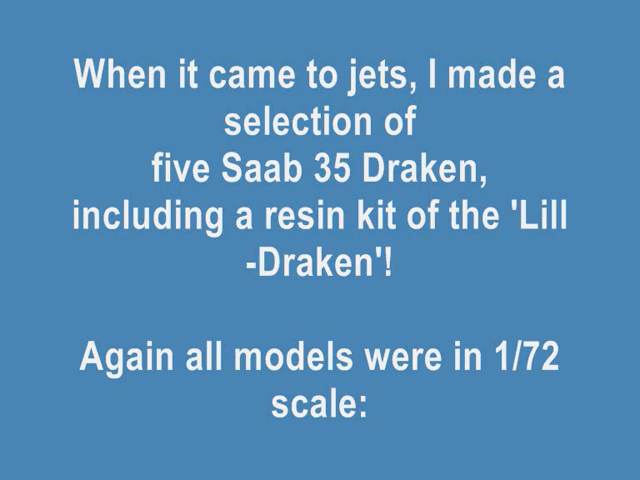 When it came to jets, I made a
selection of
five Saab 35 Draken,
including a resin kit of the 'Lill
-Draken'!
Again all models were in 1/72
scale: